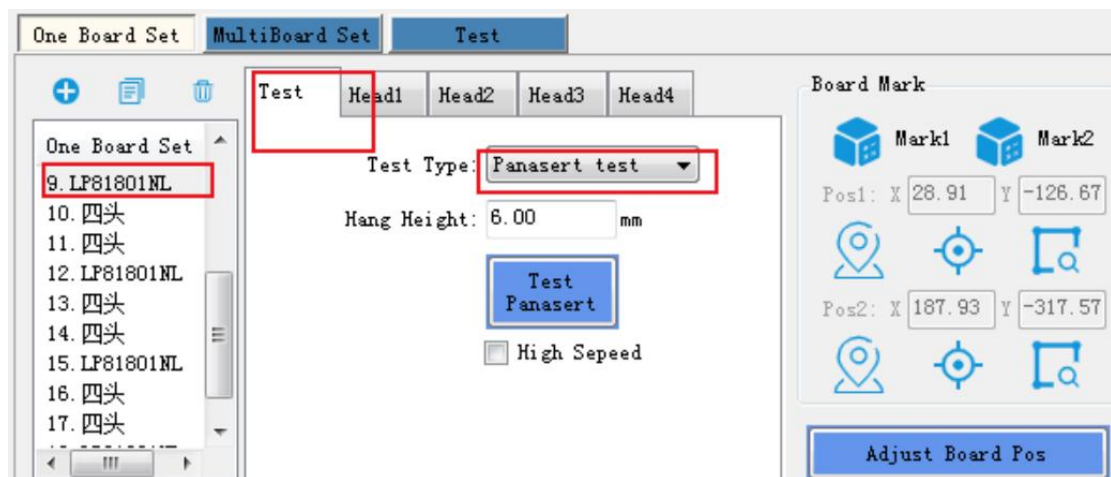 One Board Set MultiBoard Set Test
Test Head1 Head2 Head3 Head4
One Board Set
9. LP81801NL
10. 四头
11. 四头
12. LP81801NL
13. 四头
14. 四头
15. LP81801NL
16. 四头
17. 四头
Test Type: Panasert test
Hang Height: 6.00 mm
Test
Panasert
High Sepeed
Board Mark
Mark1 Mark2
Pos1: X 28.91 Y -126.67
Pos2: X 187.93 Y -317.57
Adjust Board Pos